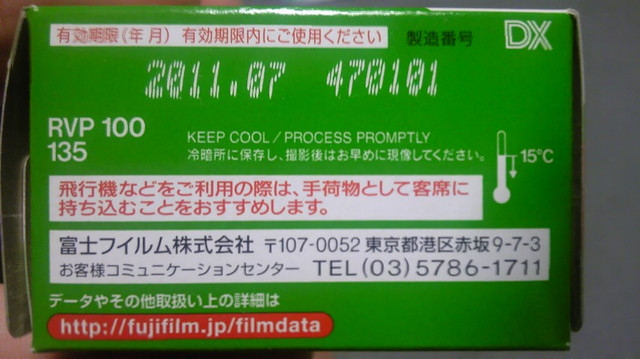 有効期限(年月) 有効期限内にご使用ください 製造番号 DX
2011.07 470101
RVP 100
135
KEEP COOL/PROCESS PROMPTLY
冷暗所に保存し、撮影後はお早めに現像してください。
15℃
飛行機などをご利用の際は、手荷物として客席に
持ち込むことをおすすめします。
富士フイルム株式会社 〒107-0052 東京都港区赤坂9-7-3
お客様コミュニケーションセンター TEL(03)5786-1711
データやその他取扱い上の詳細は
http://fujifilm.jp/filmdata